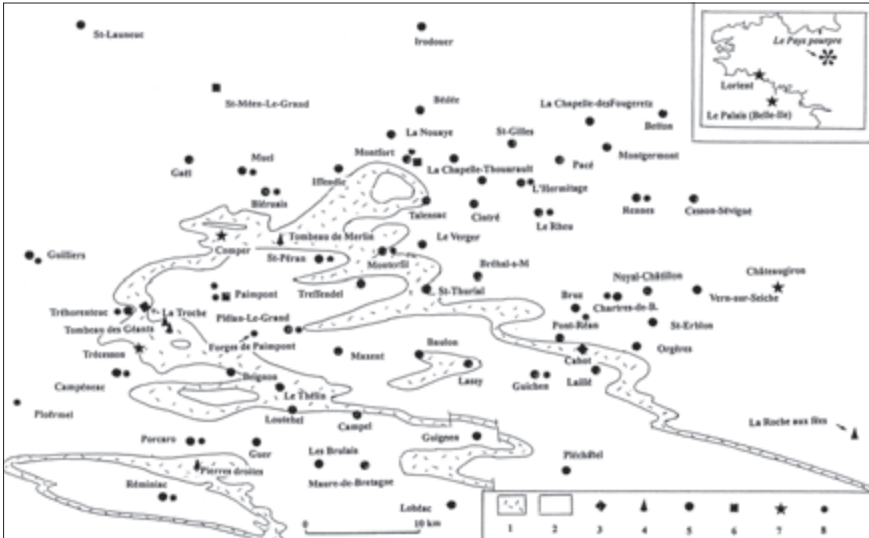 St-Launeuc
Irodouer
Le Pays pourpre
Lorient
Le Palais (Belle-Ile)
St-Méen-Le-Grand
Bédée
La Chapelle-desFougeretz
Betton
La Nouaye
St-Gilles
Montfort
Montgermont
Gaël
Muel
Iffendic
La Chapelle-Thouarault
Pacé
Bléruais
L'Hermitage
Talensac
Cintré
Rennes
Cesson-Sévigné
Le Rheu
Comper
Tombeau de Merlin
Le Verger
Guilliers
St-Péran
Monterfil
Bréhal-s-M
Noyal-Châtillon
Châteaugiron
Paimpont
Treffendel
St-Thurial
Bruz
Chartres-de-B.
Vern-sur-Seiche
Tréhorenteuc
La Troche
Plélan-Le-Grand
Tombeau des Géants
Forges de Paimpont
Pont-Réan
St-Erblon
Orgères
Trécesson
Maxent
Baulon
Cahot
Campénéac
Beignon
Lassy
Guichen
Laillé
Ploërmel
Le Thélin
Loutehel
Campel
La Roche aux fées
Porcaro
Guer
Les Brulais
Guignen
Pléchâtel
Pierres droites
Maure-de-Bretagne
Réminiac
Lohéac
0 10 km
1 2 3 4 5 6 7 8